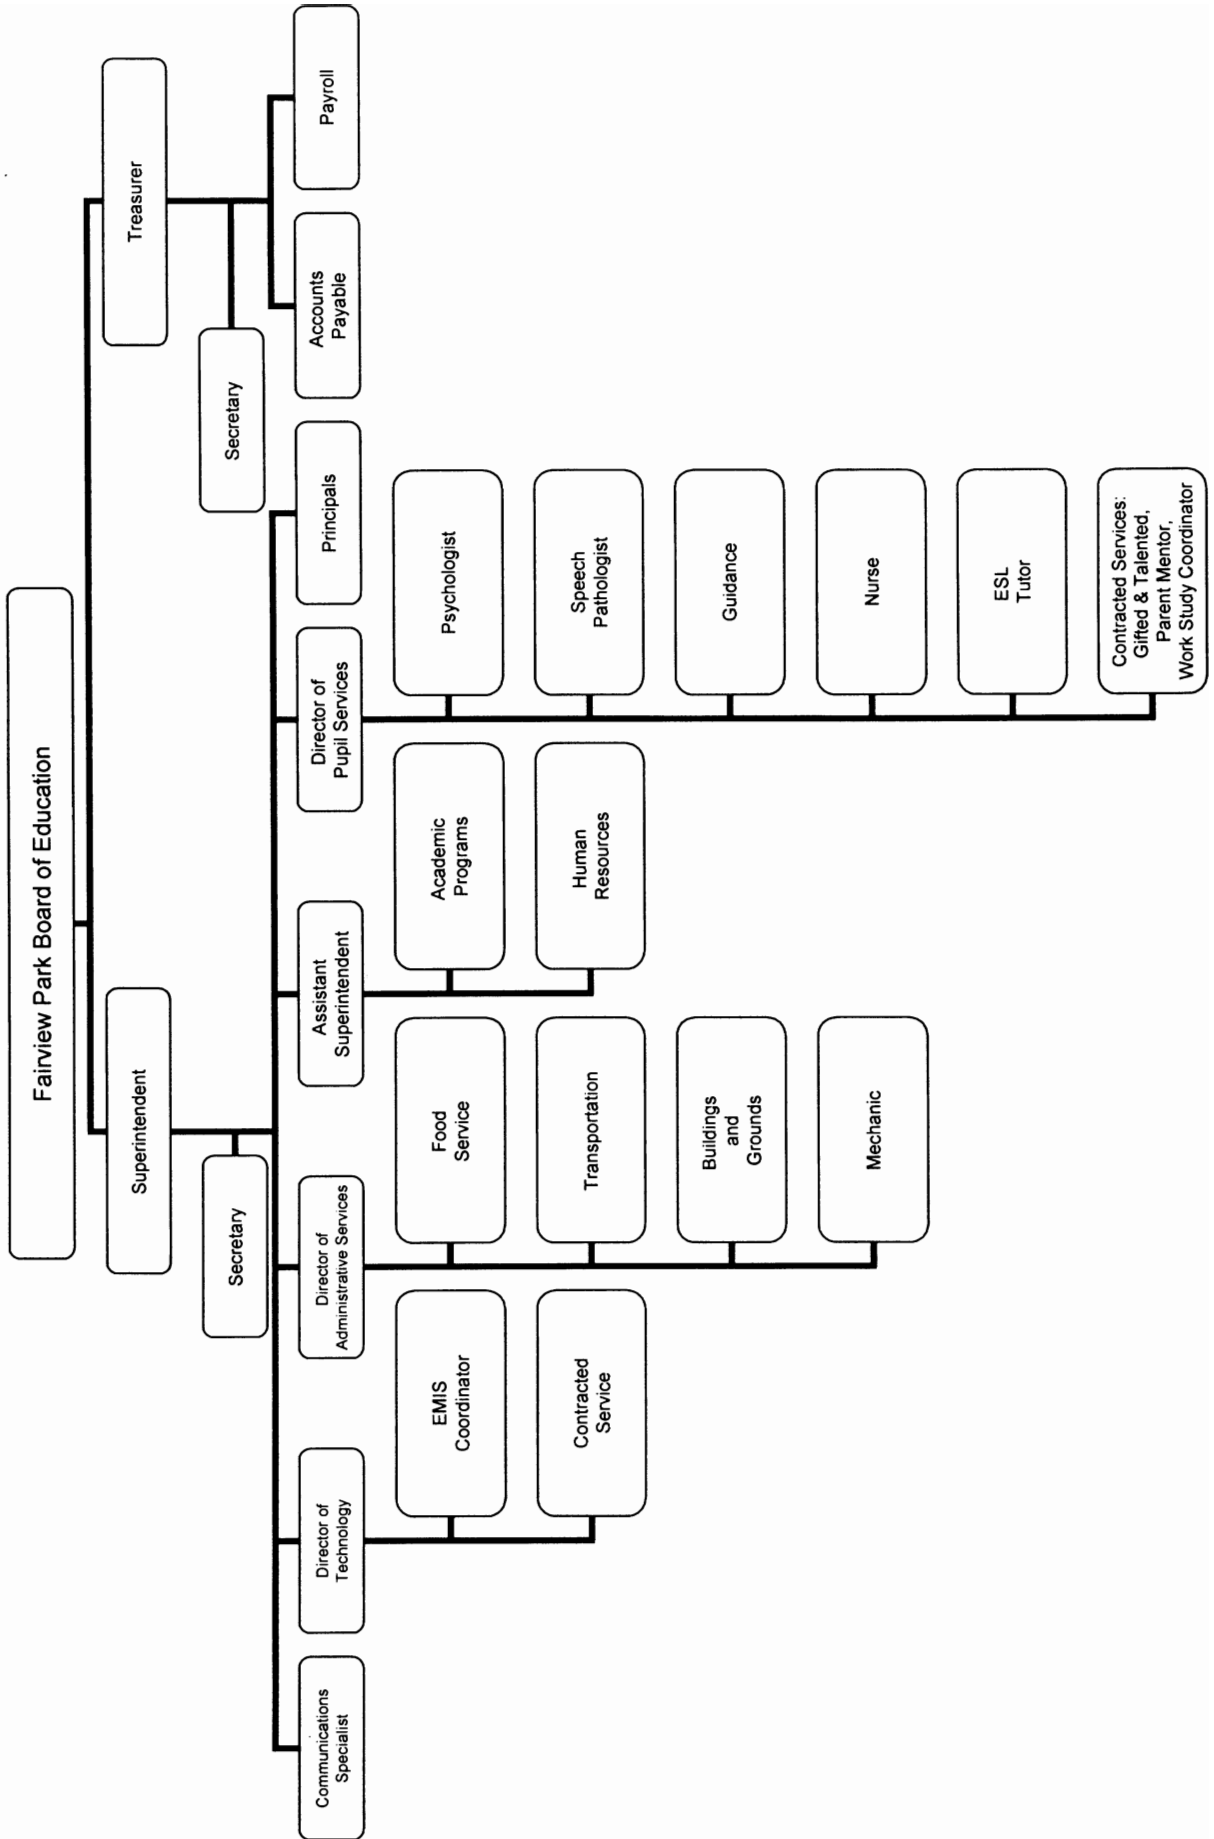 Fairview Park Board of Education
Superintendent
Treasurer
Secretary
Secretary
Communications
Specialist
Director of
Technology
Director of
Administrative Services
Assistant
Superintendent
Director of
Pupil Services
Principals
Accounts
Payable
Payroll
EMIS
Coordinator
Contracted
Service
Food
Service
Transportation
Buildings
and
Grounds
Mechanic
Academic
Programs
Human
Resources
Psychologist
Speech
Pathologist
Guidance
Nurse
ESL
Tutor
Contracted Services:
Gifted & Talented,
Parent Mentor,
Work Study Coordinator